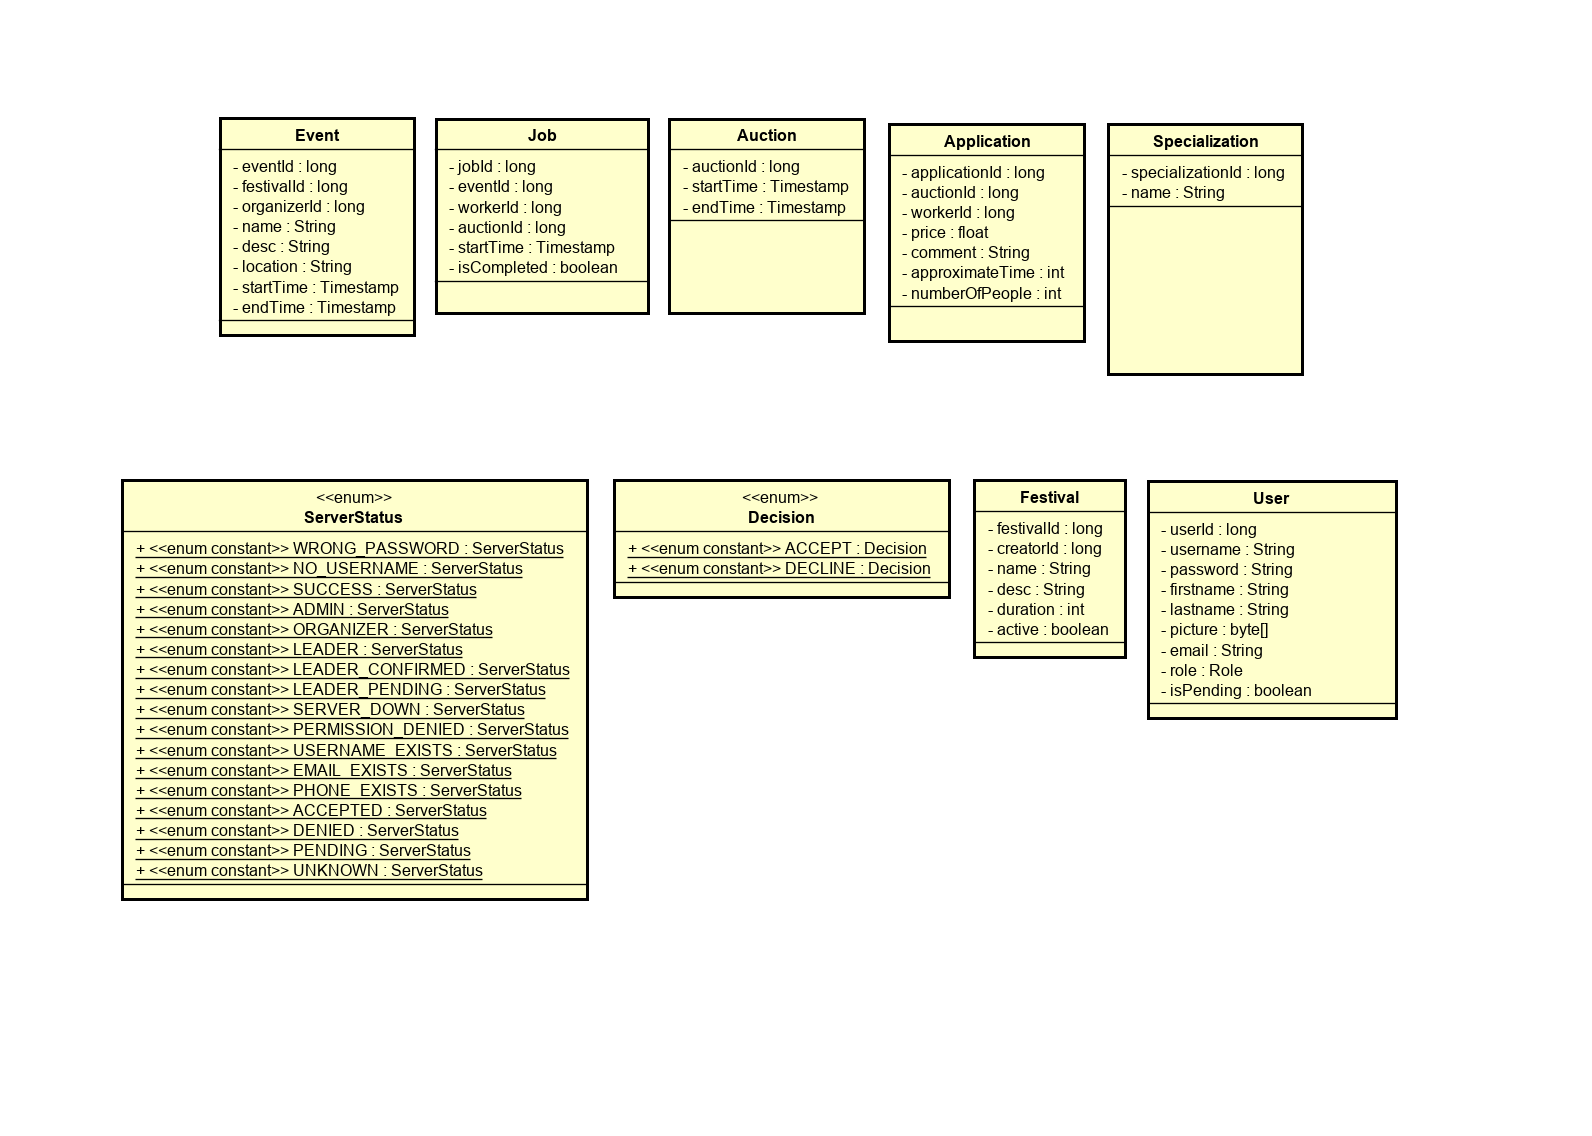 Event
- eventId : long
- festivalId : long
- organizerId : long
- name : String
- desc : String
- location : String
- startTime : Timestamp
- endTime : Timestamp
Job
- jobId : long
- eventId : long
- workerId : long
- auctionId : long
- startTime : Timestamp
- isCompleted : boolean
Auction
- auctionId : long
- startTime : Timestamp
- endTime : Timestamp
Application
- applicationId : long
- auctionId : long
- workerId : long
- price : float
- comment : String
- approximateTime : int
- numberOfPeople : int
Specialization
- specializationId : long
- name : String
<<enum>>
ServerStatus
+ <<enum constant>> WRONG_PASSWORD : ServerStatus
+ <<enum constant>> NO_USERNAME : ServerStatus
+ <<enum constant>> SUCCESS : ServerStatus
+ <<enum constant>> ADMIN : ServerStatus
+ <<enum constant>> ORGANIZER : ServerStatus
+ <<enum constant>> LEADER : ServerStatus
+ <<enum constant>> LEADER_CONFIRMED : ServerStatus
+ <<enum constant>> LEADER_PENDING : ServerStatus
+ <<enum constant>> SERVER_DOWN : ServerStatus
+ <<enum constant>> PERMISSION_DENIED : ServerStatus
+ <<enum constant>> USERNAME_EXISTS : ServerStatus
+ <<enum constant>> EMAIL_EXISTS : ServerStatus
+ <<enum constant>> PHONE_EXISTS : ServerStatus
+ <<enum constant>> ACCEPTED : ServerStatus
+ <<enum constant>> DENIED : ServerStatus
+ <<enum constant>> PENDING : ServerStatus
+ <<enum constant>> UNKNOWN : ServerStatus
<<enum>>
Decision
+ <<enum constant>> ACCEPT : Decision
+ <<enum constant>> DECLINE : Decision
Festival
- festivalId : long
- creatorId : long
- name : String
- desc : String
- duration : int
- active : boolean
User
- userId : long
- username : String
- password : String
- firstname : String
- lastname : String
- picture : byte[]
- email : String
- role : Role
- isPending : boolean